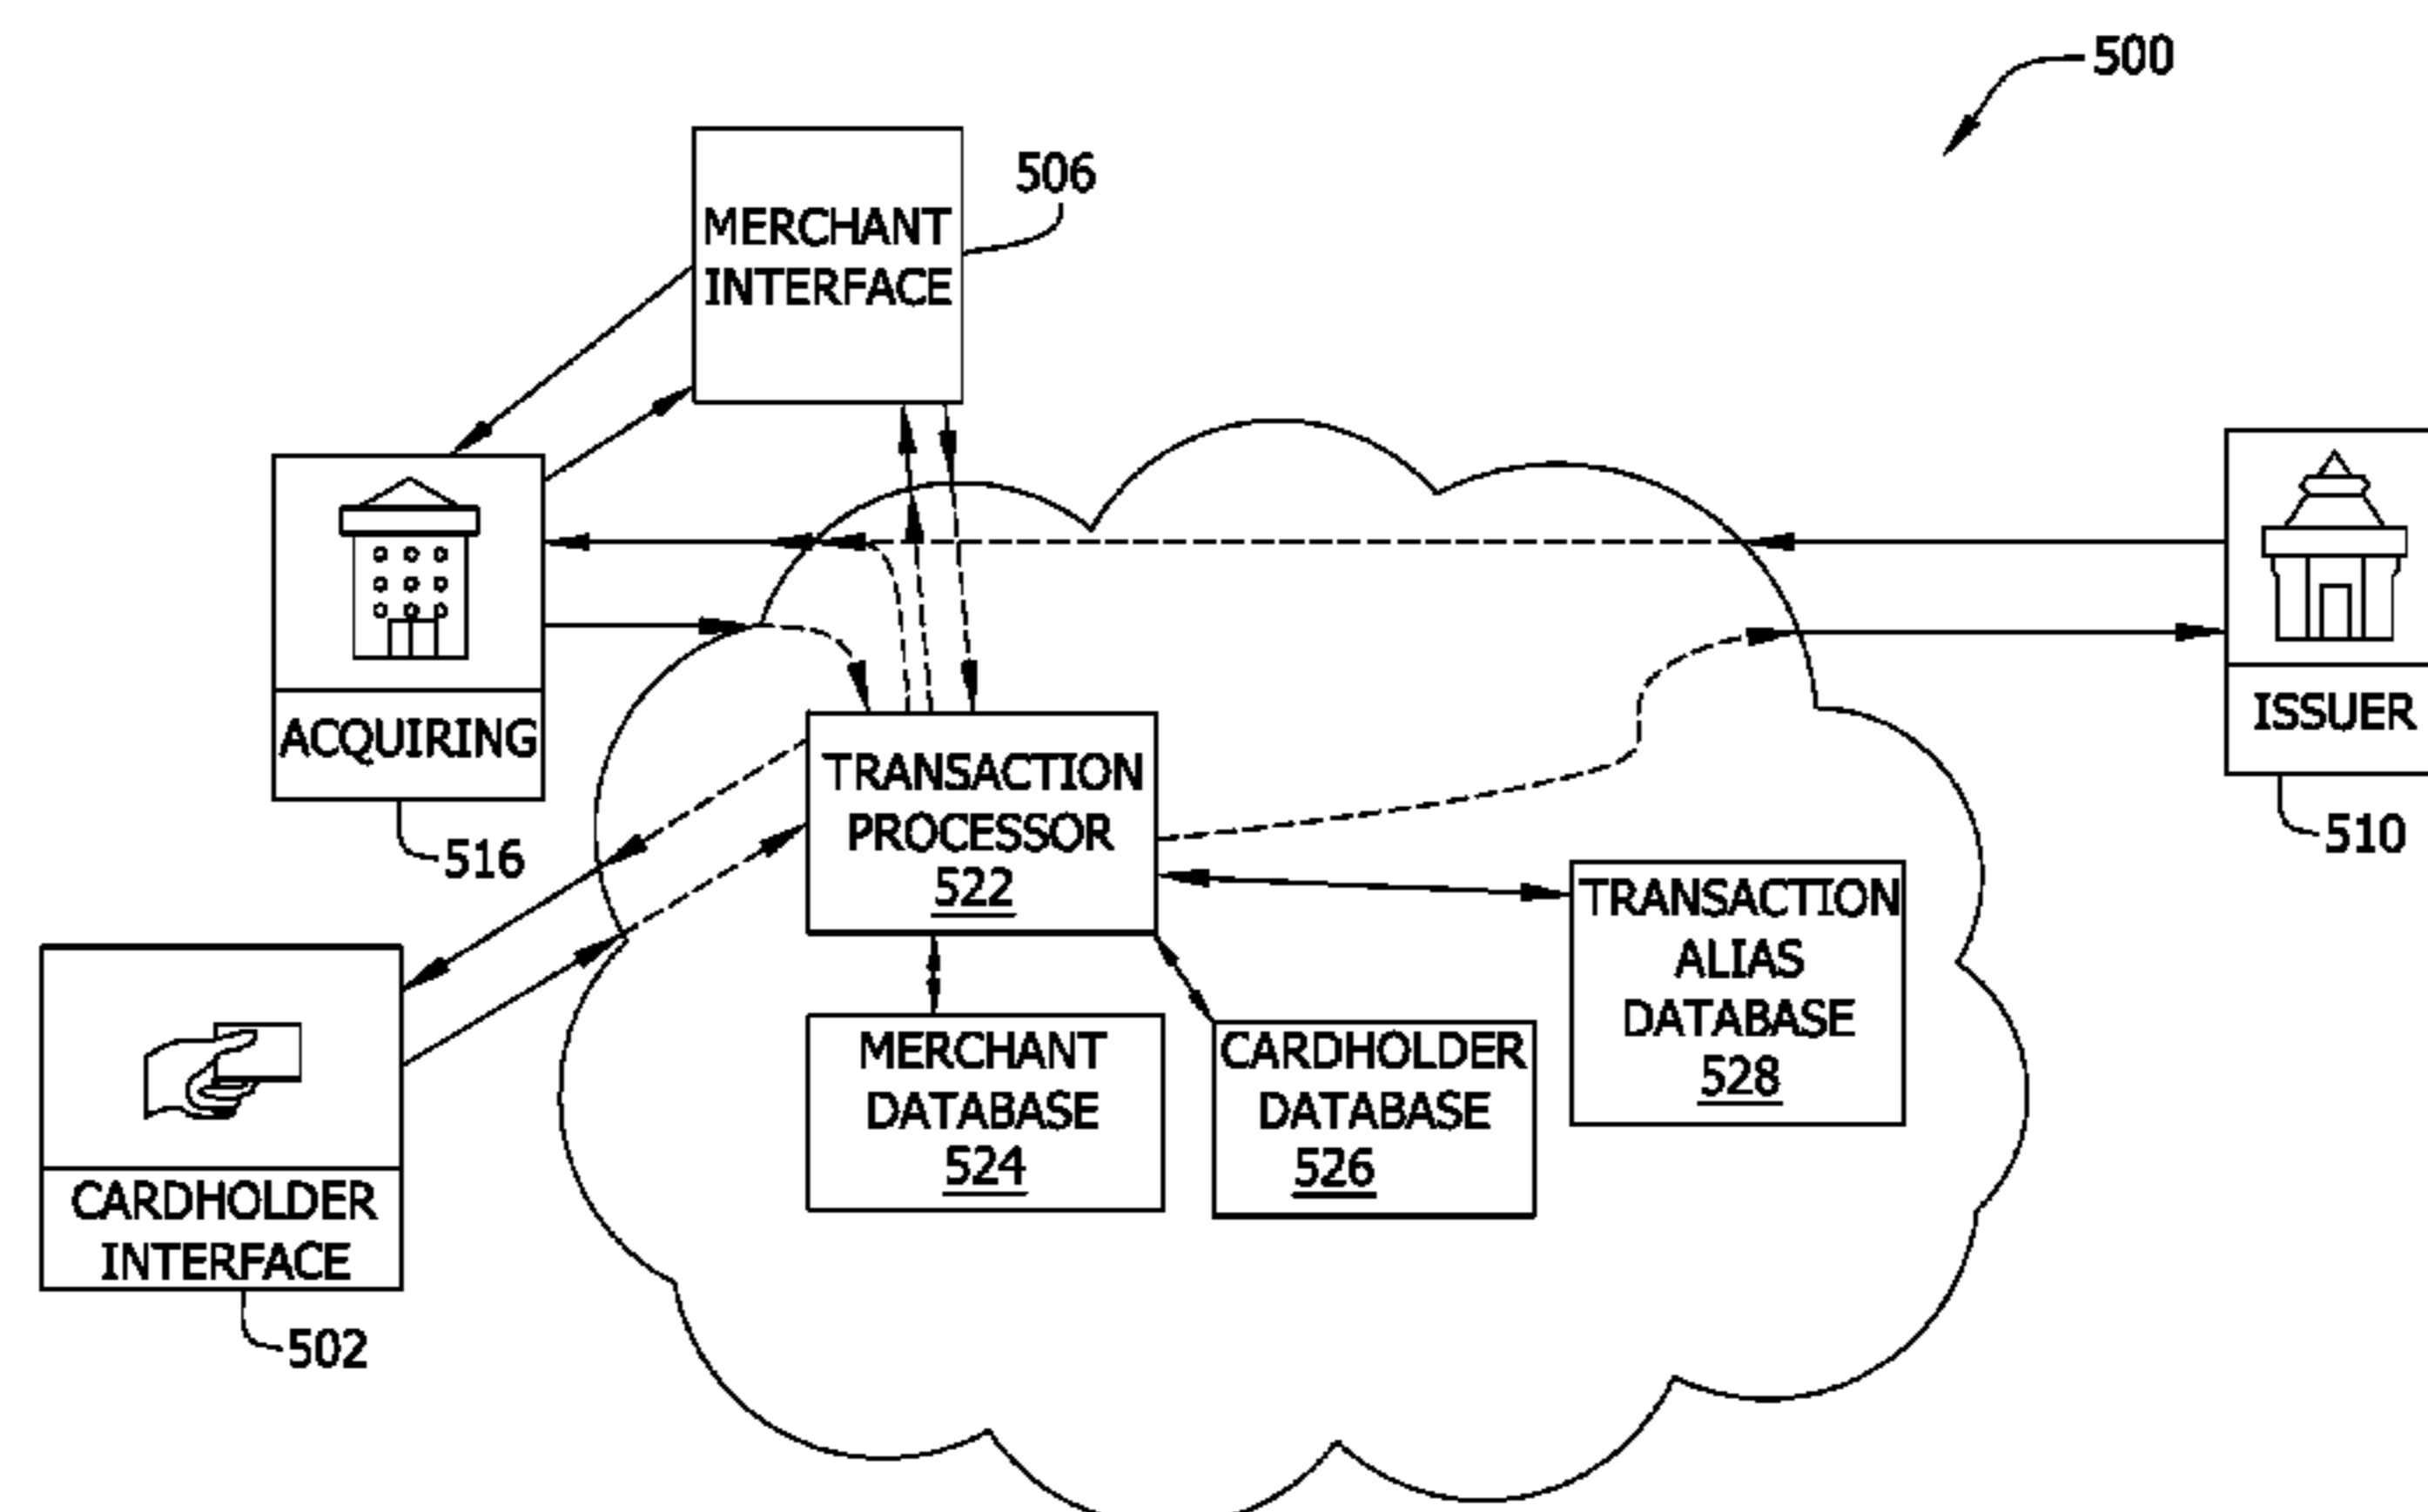 500
506
MERCHANT
INTERFACE
ACQUIRING
516
ISSUER
510
TRANSACTION
PROCESSOR
522
TRANSACTION
ALIAS
DATABASE
528
MERCHANT
DATABASE
524
CARDHOLDER
DATABASE
526
CARDHOLDER
INTERFACE
502